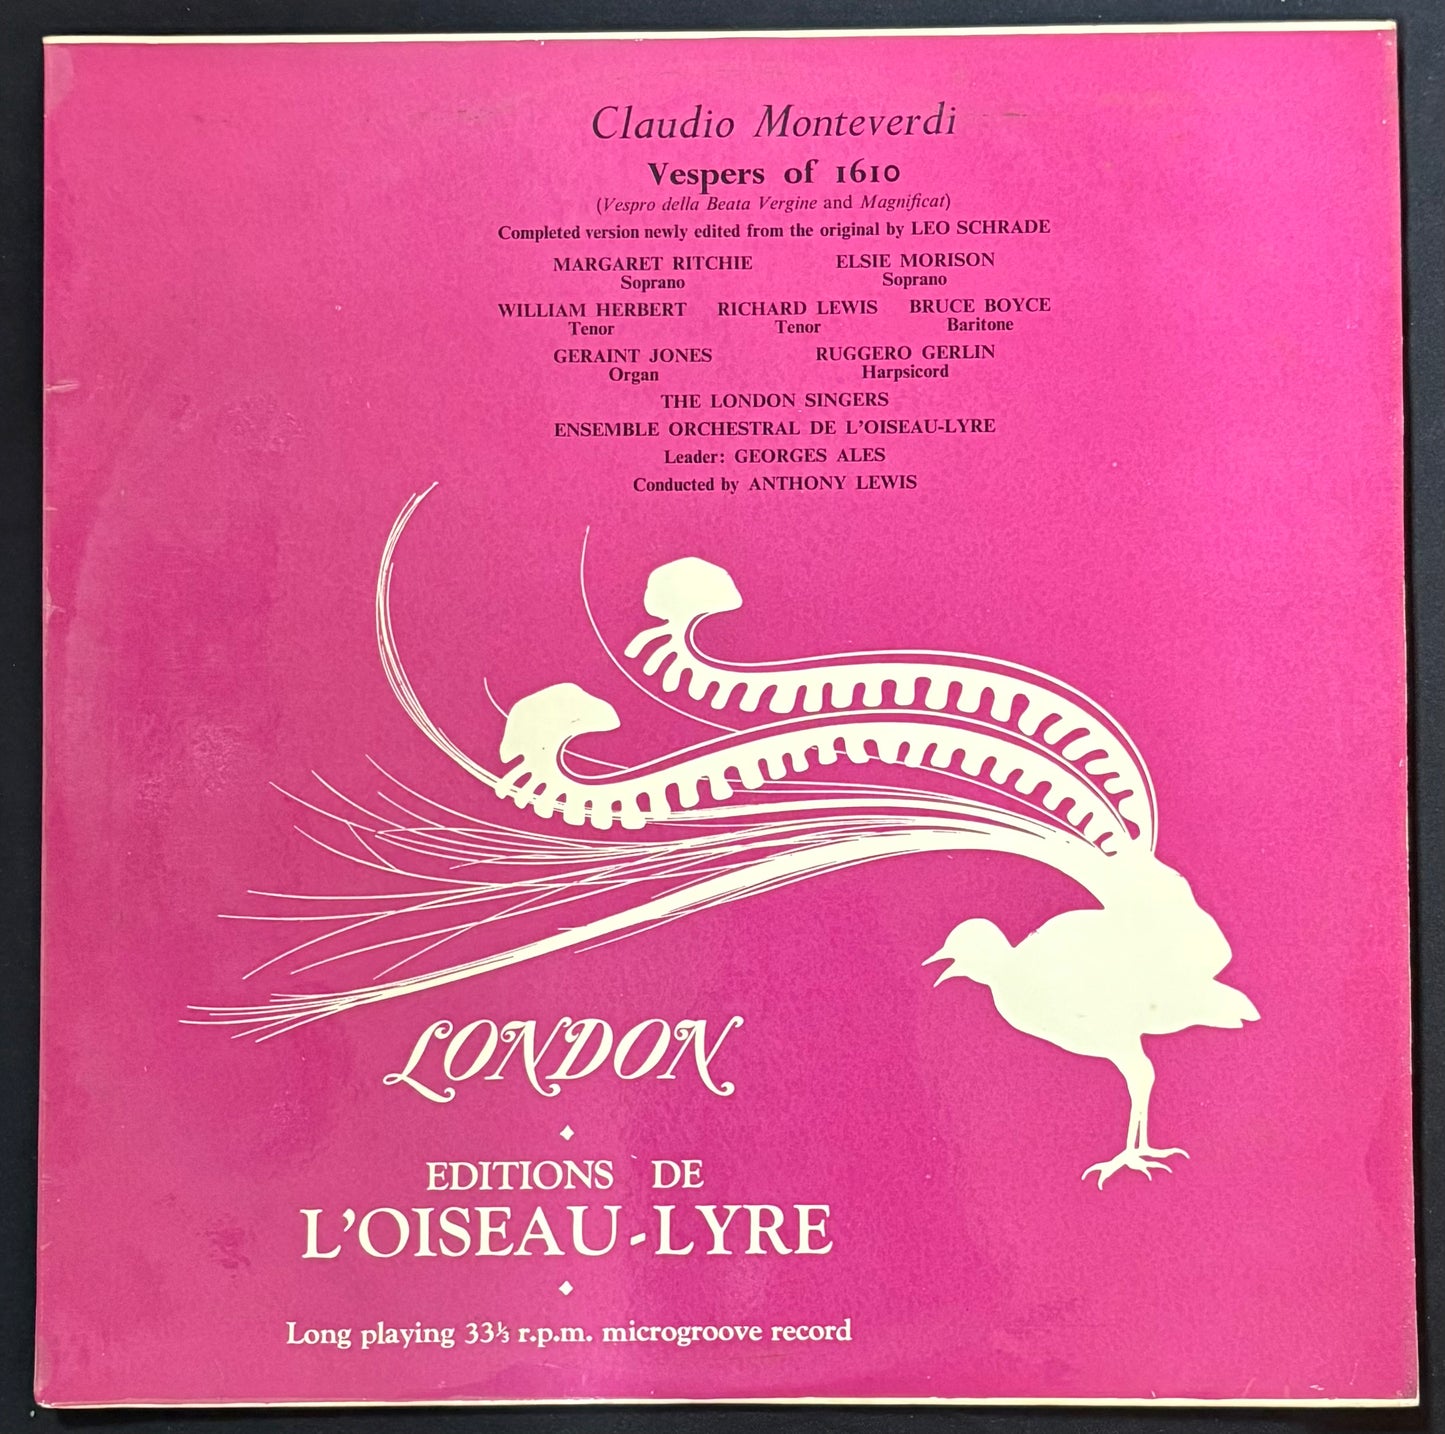 Claudio Monteverdi
Vespers of 1610
(Vespro della Beata Vergine and Magnificat)
Completed version newly edited from the original by LEO SCHRADE
MARGARET RITCHIE ELSIE MORISON
Soprano Soprano
WILLIAM HERBERT RICHARD LEWIS BRUCE BOYCE
Tenor Tenor Baritone
GERAINT JONES RUGGERO GERLIN
Organ Harpsicord
THE LONDON SINGERS
ENSEMBLE ORCHESTRAL DE L'OISEAU-LYRE
Leader: GEORGES ALES
Conducted by ANTHONY LEWIS
LONDON
EDITIONS DE
L'OISEAU-LYRE
Long playing 33⅓ r.p.m. microgroove record